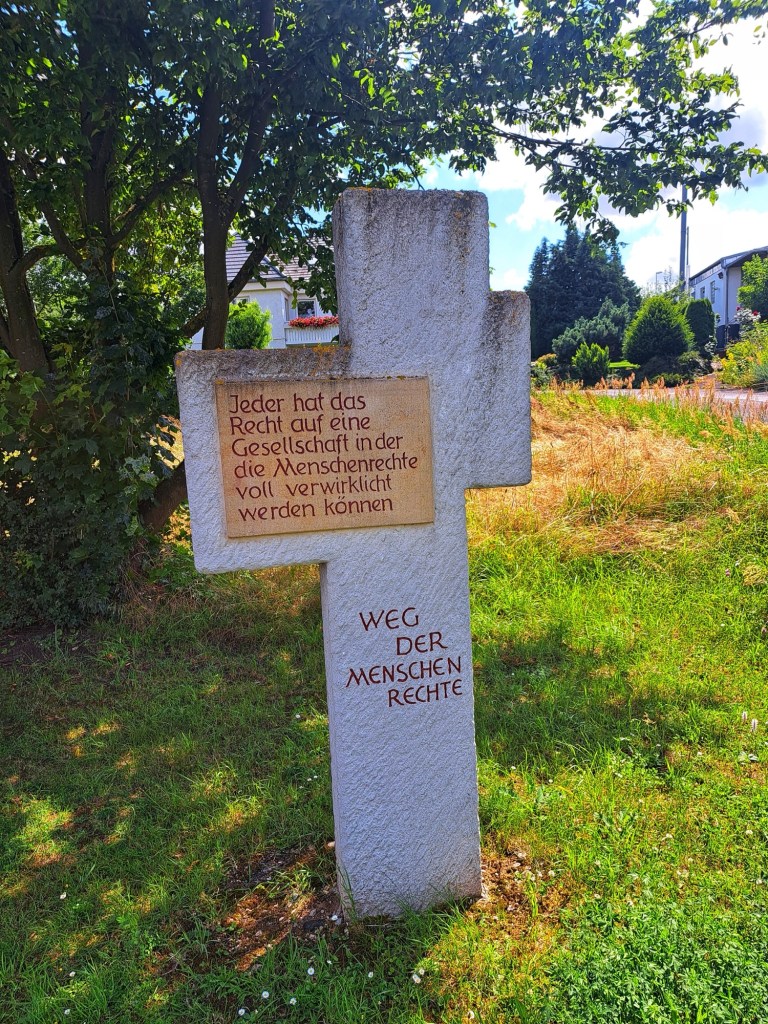 Jeder hat das
Recht auf eine
Gesellschaft in der
die Menschenrechte
voll verwirklicht
werden können
WEG
DER
MENSCHEN
RECHTE